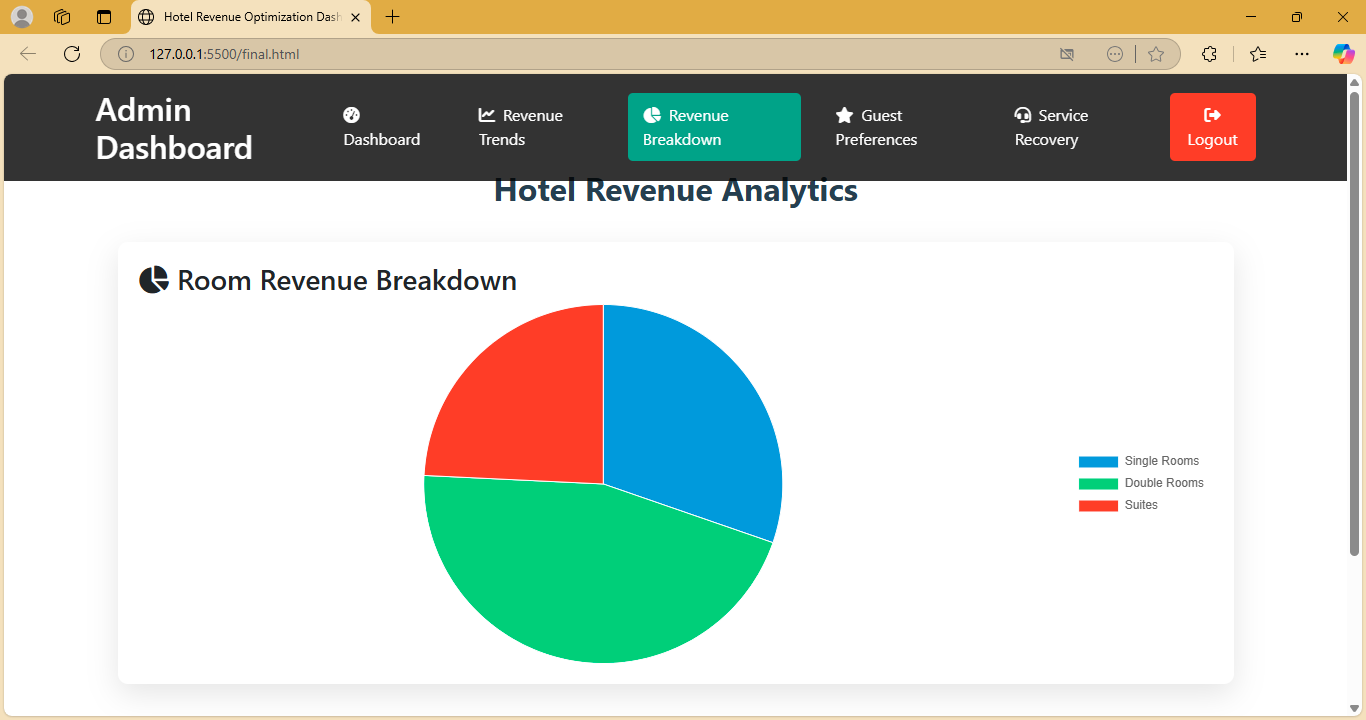 Hotel Revenue Optimization Dash
127.0.0.1:5500/final.html
Admin
Dashboard
Dashboard
Revenue
Trends
Revenue
Breakdown
Guest
Preferences
Service
Recovery
Logout
Hotel Revenue Analytics
Room Revenue Breakdown
Single Rooms
Double Rooms
Suites